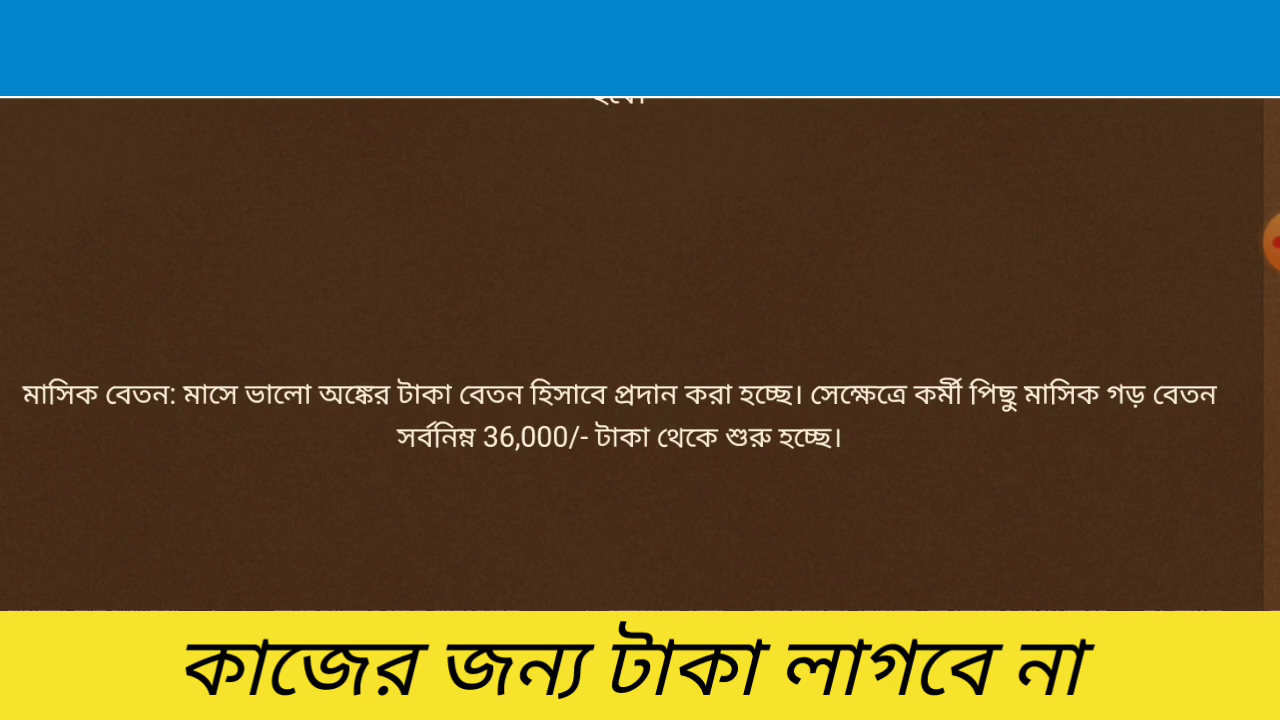 মাসিক বেতন: মাসে ভালো অঙ্কের টাকা বেতন হিসাবে প্রদান করা হচ্ছে। সেক্ষেত্রে কর্মী পিছু মাসিক গড় বেতন
সর্বনিম্ন 36,000/- টাকা থেকে শুরু হচ্ছে।
কাজের জন্য টাকা লাগবে না